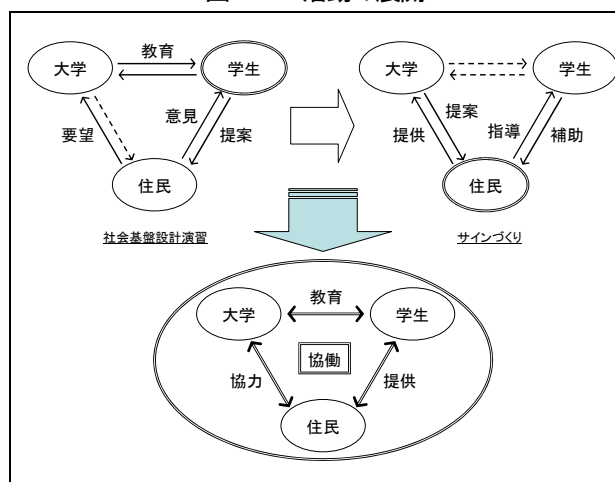 教育
大学
学生
要望
意見
提案
住民
社会基盤設計演習
大学
学生
提案
提供
指導
補助
住民
サインづくり
教育
大学
学生
協働
協力
提供
住民